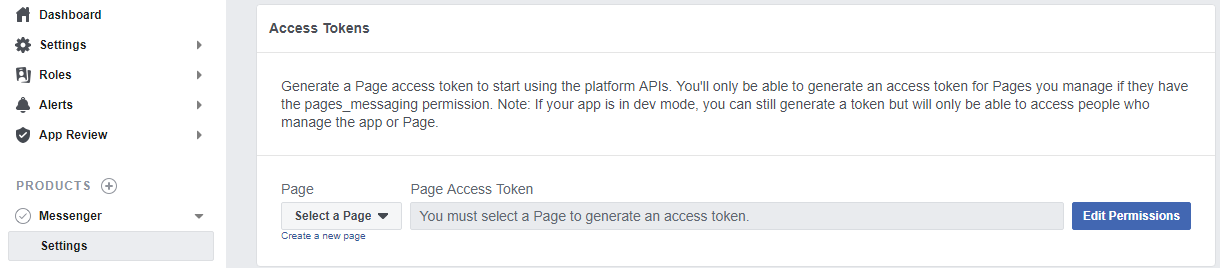 Dashboard
Settings
Roles
Alerts
App Review
PRODUCTS
Messenger
Settings
Access Tokens
Generate a Page access token to start using the platform APIs. You'll only be able to generate an access token for Pages you manage if they have
the pages_messaging permission. Note: If your app is in dev mode, you can still generate a token but will only be able to access people who
manage the app or Page.
Page
Page Access Token
Select a Page
You must select a Page to generate an access token.
Edit Permissions
Create a new page